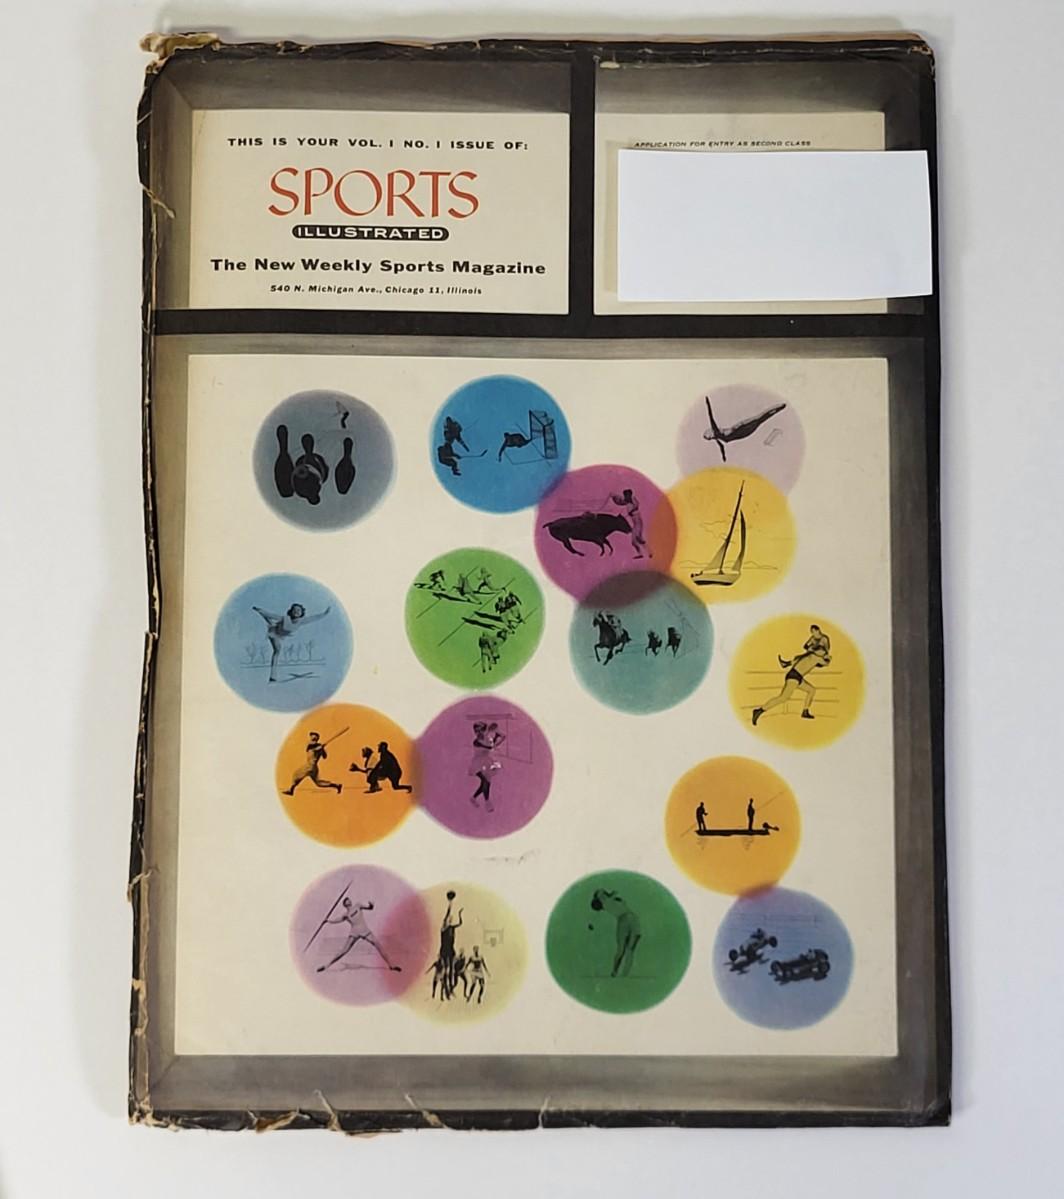 THIS IS YOUR VOL. I NO. I ISSUE OF:
SPORTS
ILLUSTRATED
The New Weekly Sports Magazine
540 N. Michigan Ave., Chicago 11, Illinois
APPLICATION FOR ENTRY AS SECOND CLASS